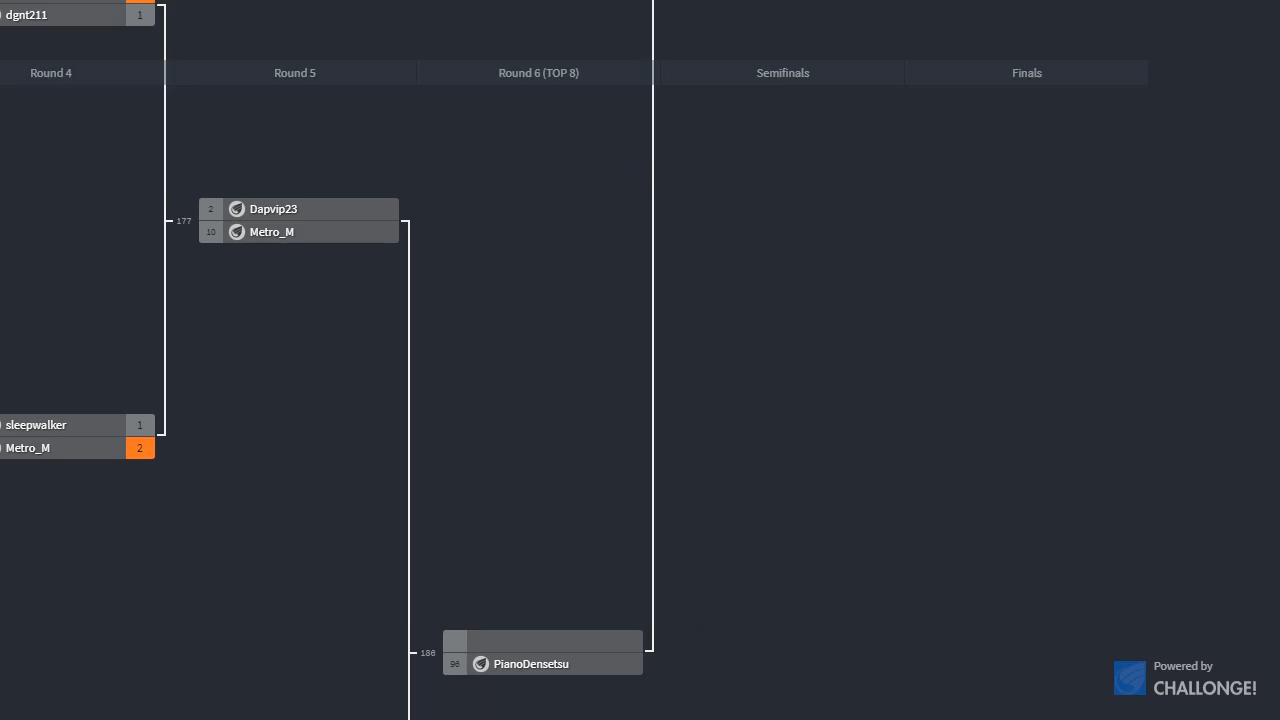 dgnt211 1
Round 4 Round 5 Round 6 (TOP 8) Semifinals Finals
2 Dapvip23
177
10 Metro_M
sleepwalker 1
Metro_M 2
186
96 PianoDensetsu
Powered by
CHALLONGE!